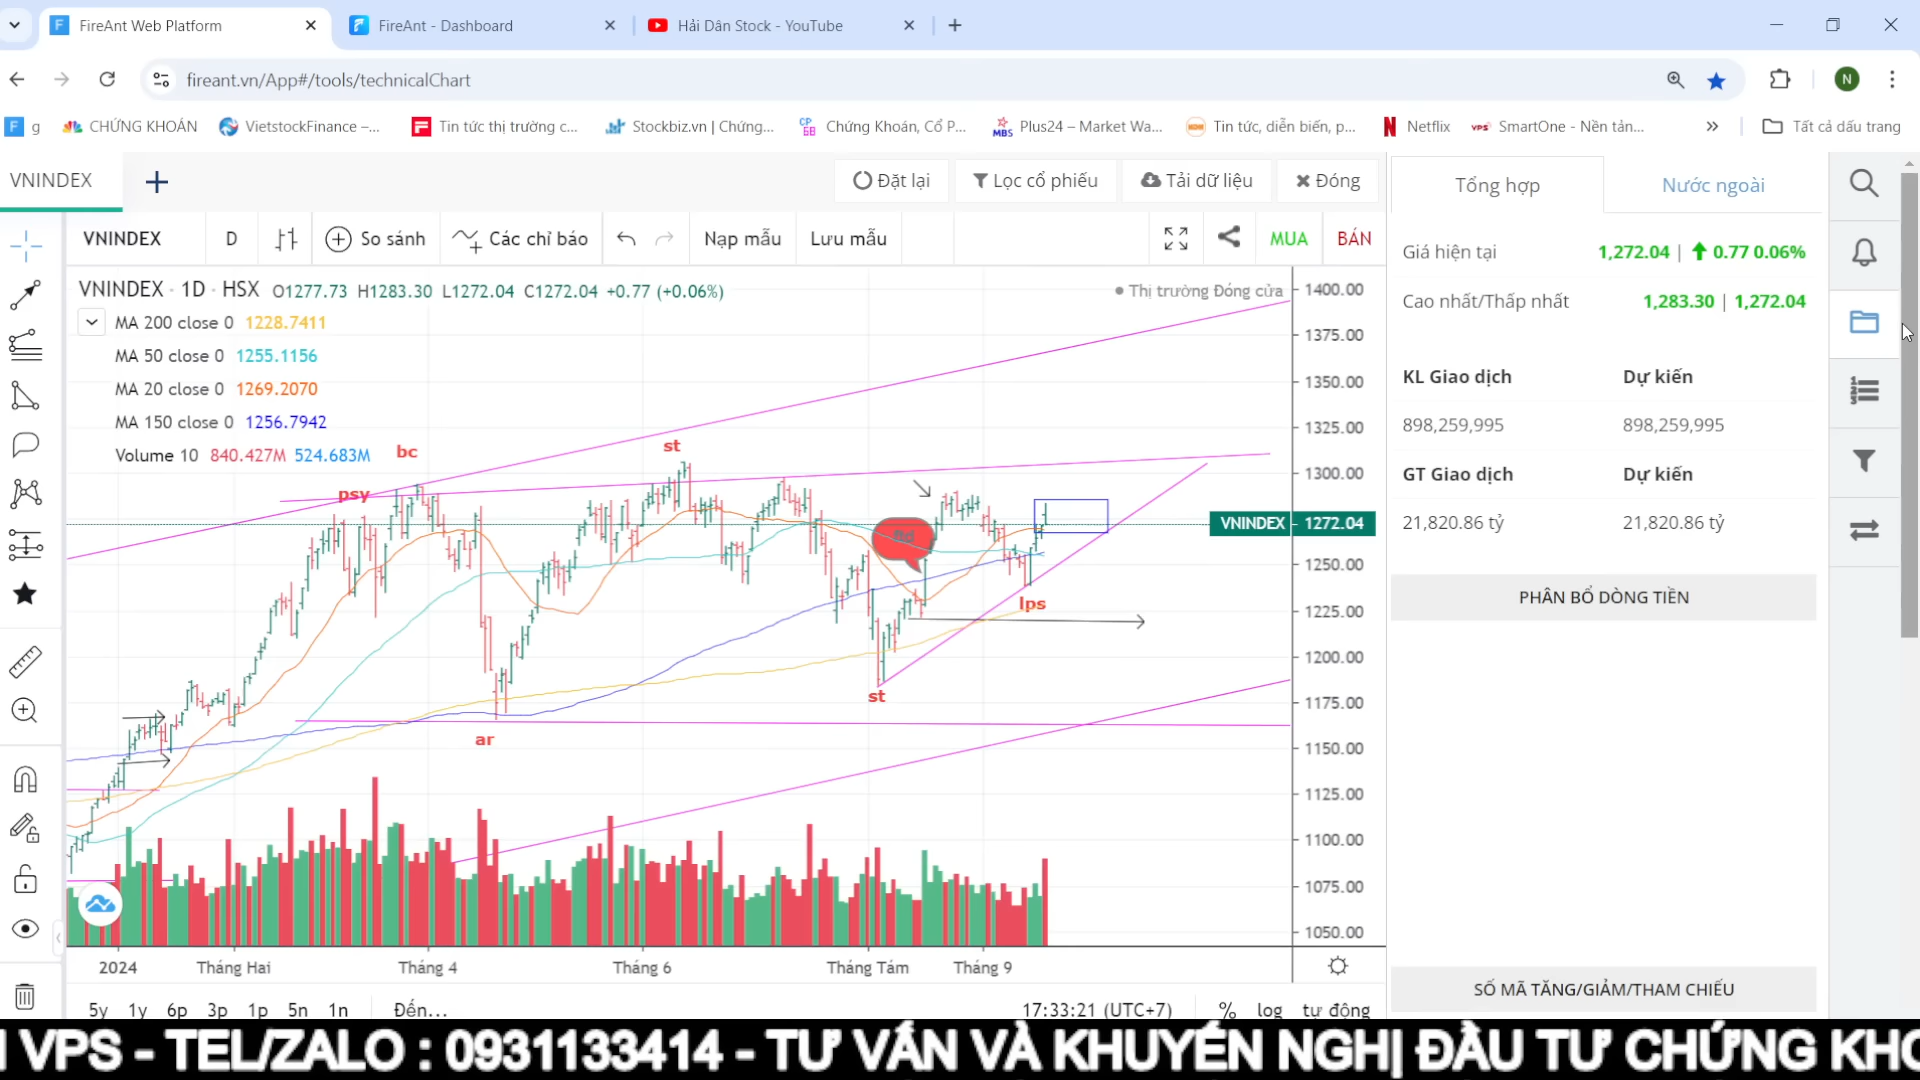 FireAnt Web Platform
FireAnt - Dashboard
Hải Dân Stock - YouTube
fireant.vn/App#/tools/technicalChart
N
g
CHỨNG KHOÁN
VietstockFinance –...
Tin tức thị trường c...
Stockbiz.vn | Chứng...
Chứng Khoán, Cổ P...
Plus24 – Market Wa...
Tin tức, diễn biến, p...
Netflix
SmartOne - Nền tản...
Tất cả dấu trang
VNINDEX
Đặt lại
Lọc cổ phiếu
Tải dữ liệu
Đóng
Tổng hợp
Nước ngoài
VNINDEX
D
So sánh
Các chỉ báo
Nạp mẫu
Lưu mẫu
MUA
BÁN
Giá hiện tại
1,272.04 | 0.77 0.06%
VNINDEX · 1D · HSX O1277.73 H1283.30 L1272.04 C1272.04 +0.77 (+0.06%)
Thị trường Đóng cửa
Cao nhất/Thấp nhất
1,283.30 | 1,272.04
MA 200 close 0 1228.7411
MA 50 close 0 1255.1156
MA 20 close 0 1269.2070
MA 150 close 0 1256.7942
Volume 10 840.427M 524.683M
KL Giao dịch
Dự kiến
898,259,995
898,259,995
GT Giao dịch
Dự kiến
21,820.86 tỷ
21,820.86 tỷ
PHÂN BỔ DÒNG TIỀN
SỐ MÃ TĂNG/GIẢM/THAM CHIẾU
bc
st
psy
ftd
lps
st
ar
1400.00
1375.00
1350.00
1325.00
1300.00
VNINDEX 1272.04
1250.00
1225.00
1200.00
1175.00
1150.00
1125.00
1100.00
1075.00
1050.00
2024
Tháng Hai
Tháng 4
Tháng 6
Tháng Tám
Tháng 9
5y 1y 6p 3p 1p 5n 1n
Đến...
17:33:21 (UTC+7)
% log tự động
VPS - TEL/ZALO : 0931133414 - TƯ VẤN VÀ KHUYẾN NGHỊ ĐẦU TƯ CHỨNG